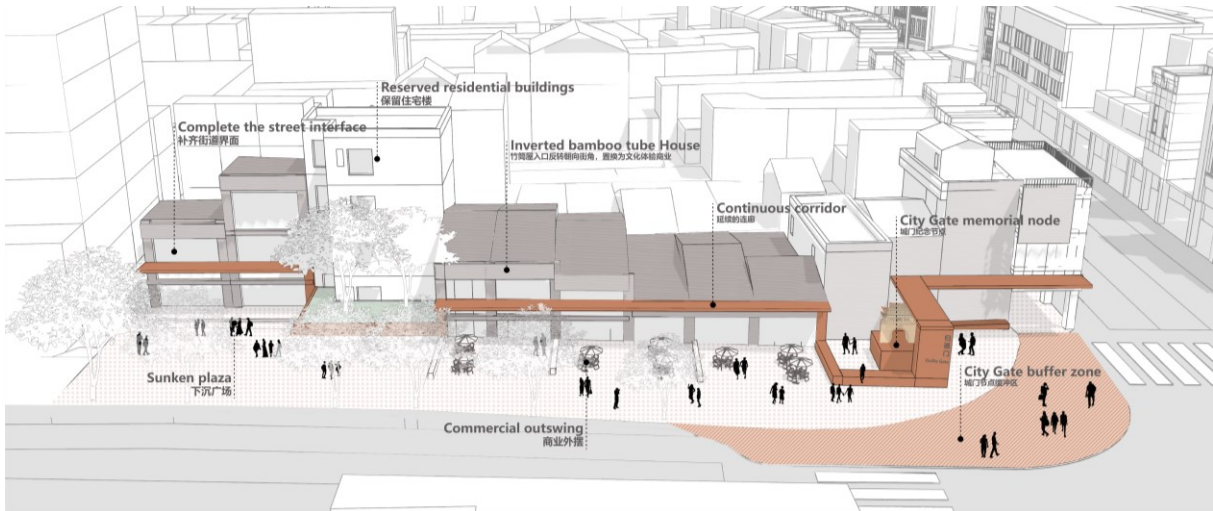 Reserved residential buildings
保留住宅楼
Complete the street interface
补齐街道界面
Inverted bamboo tube House
竹筒屋入口反转朝向街角，置换为文化体验商业
Continuous corridor
延续的连廊
City Gate memorial node
城门纪念节点
Sunken plaza
下沉广场
City Gate buffer zone
城门节点缓冲区
Commercial outswing
商业外摆